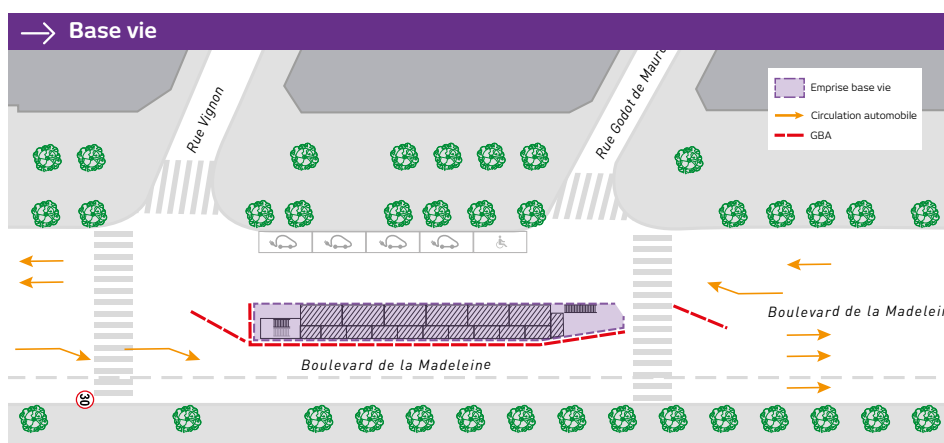 Base vie
Rue Vignon
Rue Godot de Mauro
Emprise base vie
Circulation automobile
GBA
Boulevard de la Madelein
Boulevard de la Madeleine
30